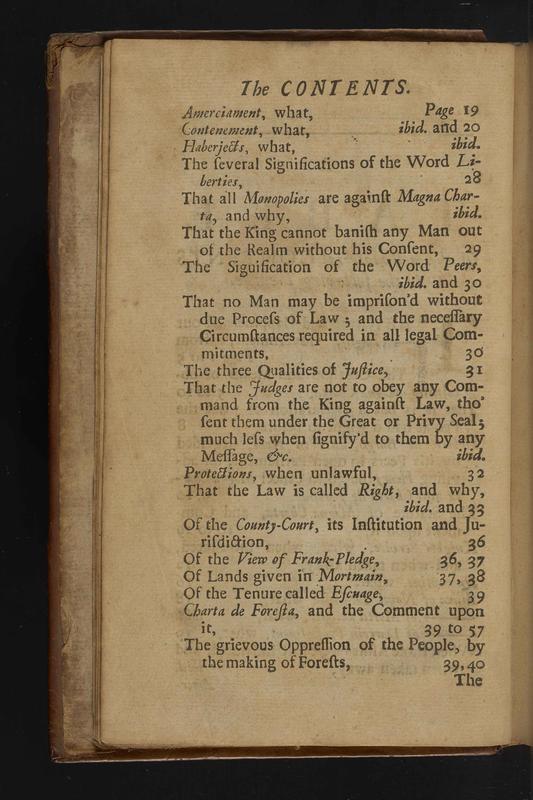 The CONTENTS.
Amerciament, what, Page 19
Contenement, what, ibid. and 20
Haberjects, what, ibid.
The ſeveral Significations of the Word Li-
berties, 28
That all Monopolies are againſt Magna Char-
ta, and why, ibid.
That the King cannot baniſh any Man out
of the Realm without his Conſent, 29
The Siguification of the Word Peers,
ibid. and 30
That no Man may be impriſon'd without
due Proceſs of Law; and the neceſſary
Circumſtances required in all legal Com-
mitments, 30
The three Qualities of Juſtice, 31
That the Judges are not to obey any Com-
mand from the King againſt Law, tho'
ſent them under the Great or Privy Seal;
much leſs when ſignify'd to them by any
Meſſage, &c. ibid.
Protections, when unlawful, 32
That the Law is called Right, and why,
ibid. and 33
Of the County-Court, its Inſtitution and Ju-
riſdiction, 36
Of the View of Frank-Pledge, 36, 37
Of Lands given in Mortmain, 37, 38
Of the Tenure called Eſcuage, 39
Charta de Foreſta, and the Comment upon
it, 39 to 57
The grievous Oppreſſion of the People, by
the making of Foreſts, 39, 40
The